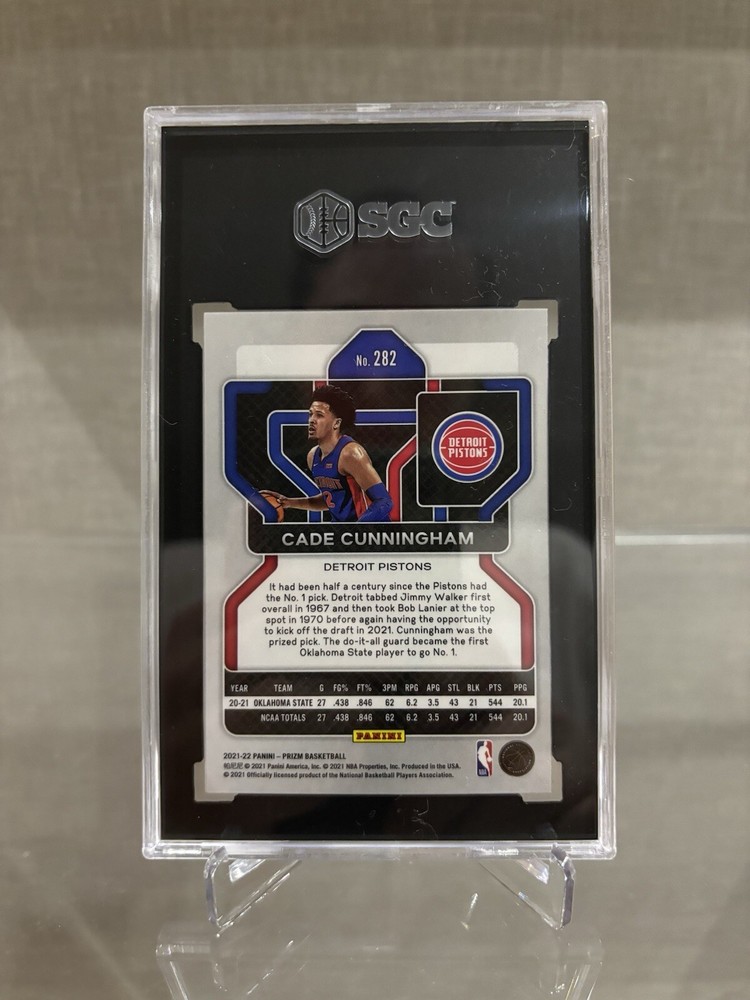 SGC
No. 282
DETROIT
PISTONS
CADE CUNNINGHAM
DETROIT PISTONS
It had been half a century since the Pistons had
the No. 1 pick. Detroit tabbed Jimmy Walker first
overall in 1967 and then took Bob Lanier at the top
spot in 1970 before again having the opportunity
to kick off the draft in 2021. Cunningham was the
prized pick. The do-it-all guard became the first
Oklahoma State player to go No. 1.
YEAR TEAM G FG% FT% 3PM RPG APG STL BLK PTS PPG
20-21 OKLAHOMA STATE 27 .438 .846 62 6.2 3.5 43 21 544 20.1
NCAA TOTALS 27 .438 .846 62 6.2 3.5 43 21 544 20.1
PANINI
2021-22 PANINI – PRIZM BASKETBALL
帕尼尼 © 2021 Panini America, Inc. © 2021 NBA Properties, Inc. Produced in the USA.
© 2021 Officially licensed product of the National Basketball Players Association.
NBA